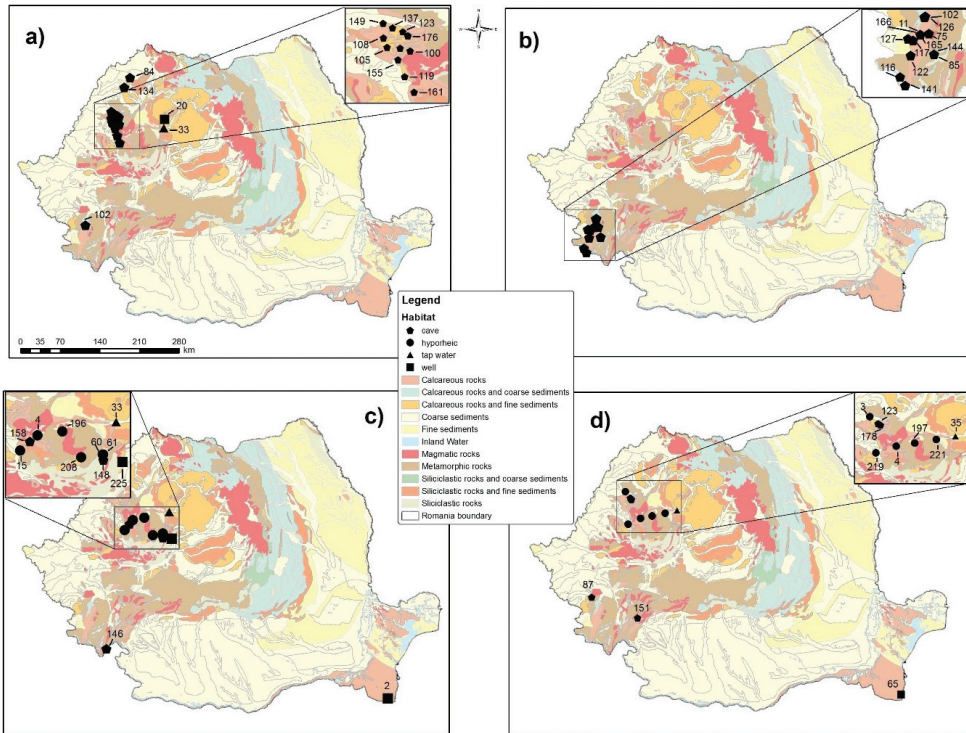 a)
149
137
123
176
108
100
105
155
119
161
84
134
20
33
102
0 35 70 140 210 280
km
N
W E
S
b)
102
166
11
126
75
127
165
144
117
85
116
122
141
Legend
Habitat
cave
hyporheic
tap water
well
Calcareous rocks
Calcareous rocks and coarse sediments
Calcareous rocks and fine sediments
Coarse sediments
Fine sediments
Inland Water
Magmatic rocks
Metamorphic rocks
Siliciclastic rocks and coarse sediments
Siliciclastic rocks and fine sediments
Sliciclastic rocks
Romania boundary
c)
33
4
196
158
60
61
15
208
148
225
146
2
d)
3
123
35
197
178
221
219
4
87
151
65